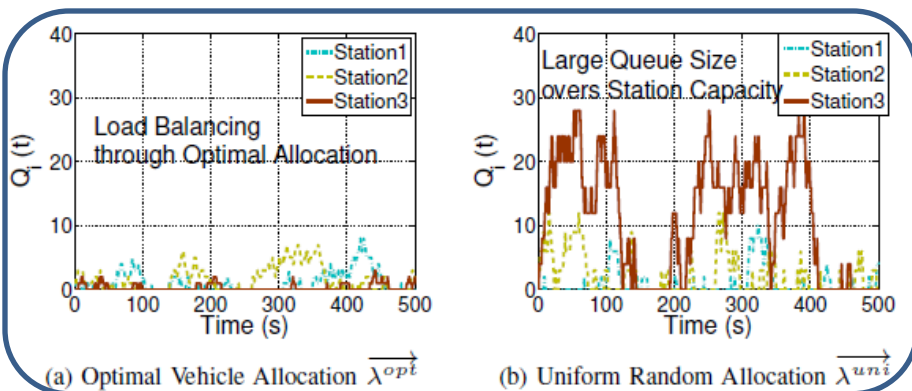 40
30
20
10
0
Q_i (t)
Station1
Station2
Station3
Load Balancing
through Optimal Allocation
0 100 200 300 400 500
Time (s)
(a) Optimal Vehicle Allocation λ^opt
40
30
20
10
0
Q_i (t)
Large Queue Size
overs Station Capacity
Station1
Station2
Station3
0 100 200 300 400 500
Time (s)
(b) Uniform Random Allocation λ^uni